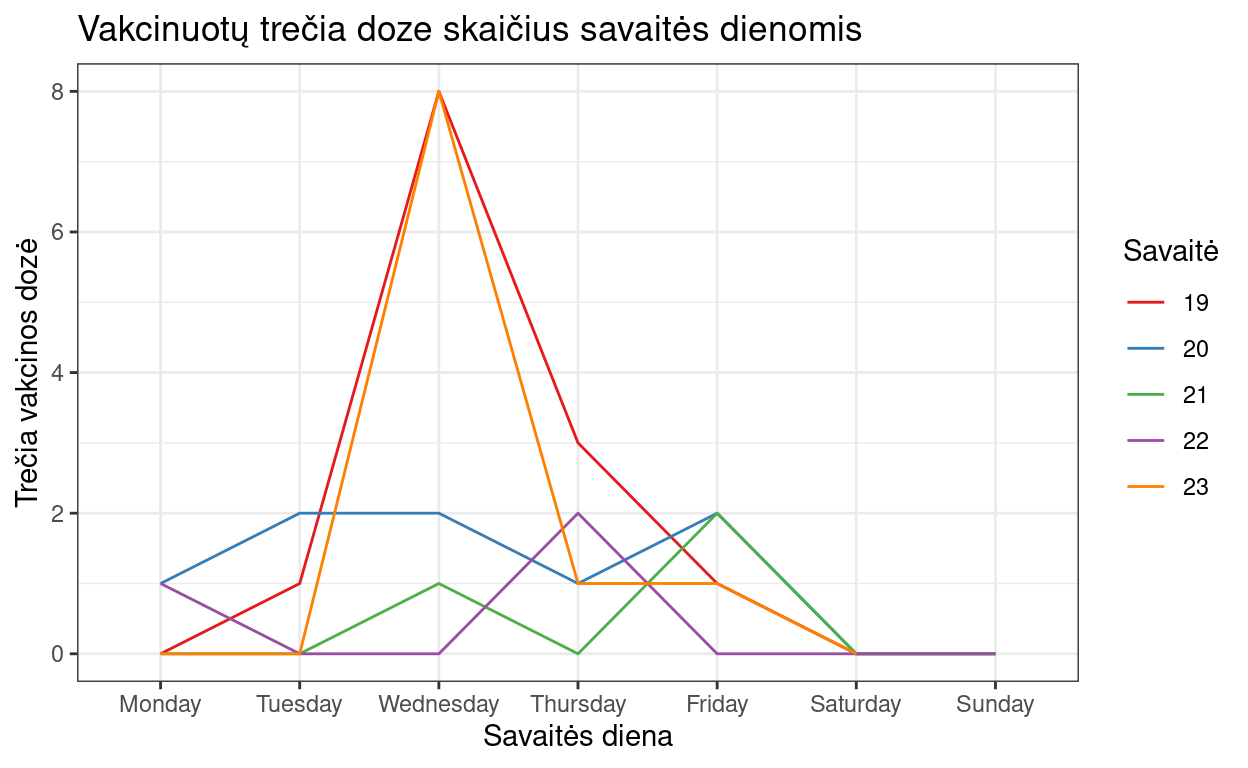 Vakcinuotų trečia doze skaičius savaitės dienomis
8
6
4
2
0
Trečia vakcinos dozė
Monday Tuesday Wednesday Thursday Friday Saturday Sunday
Savaitės diena
Savaitė
19
20
21
22
23